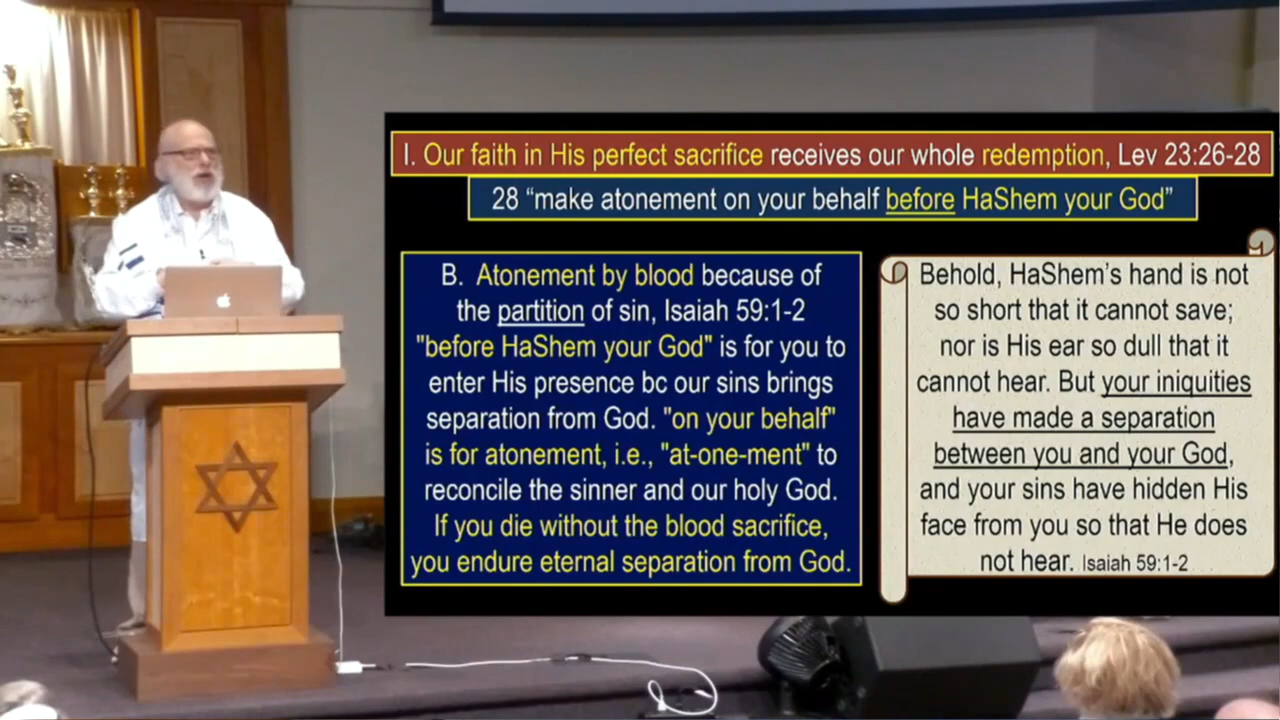 I. Our faith in His perfect sacrifice receives our whole redemption, Lev 23:26-28
28 “make atonement on your behalf before HaShem your God”
B. Atonement by blood because of
the partition of sin, Isaiah 59:1-2
"before HaShem your God" is for you to
enter His presence bc our sins brings
separation from God. "on your behalf"
is for atonement, i.e., "at-one-ment" to
reconcile the sinner and our holy God.
If you die without the blood sacrifice,
you endure eternal separation from God.
Behold, HaShem’s hand is not
so short that it cannot save;
nor is His ear so dull that it
cannot hear. But your iniquities
have made a separation
between you and your God,
and your sins have hidden His
face from you so that He does
not hear. Isaiah 59:1-2